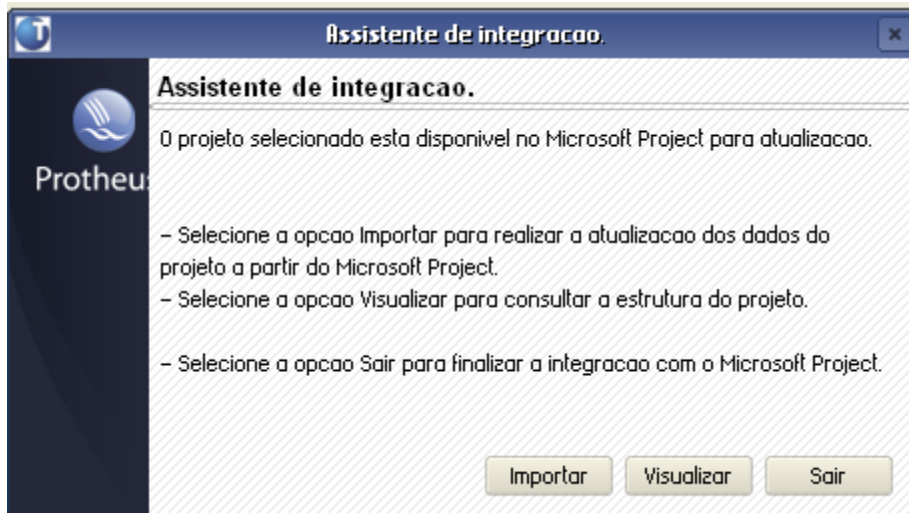 Assistente de integracao.
Assistente de integracao.
O projeto selecionado esta disponivel no Microsoft Project para atualizacao.
Protheus
– Selecione a opcao Importar para realizar a atualizacao dos dados do
projeto a partir do Microsoft Project.
– Selecione a opcao Visualizar para consultar a estrutura do projeto.
– Selecione a opcao Sair para finalizar a integracao com o Microsoft Project.
Importar Visualizar Sair